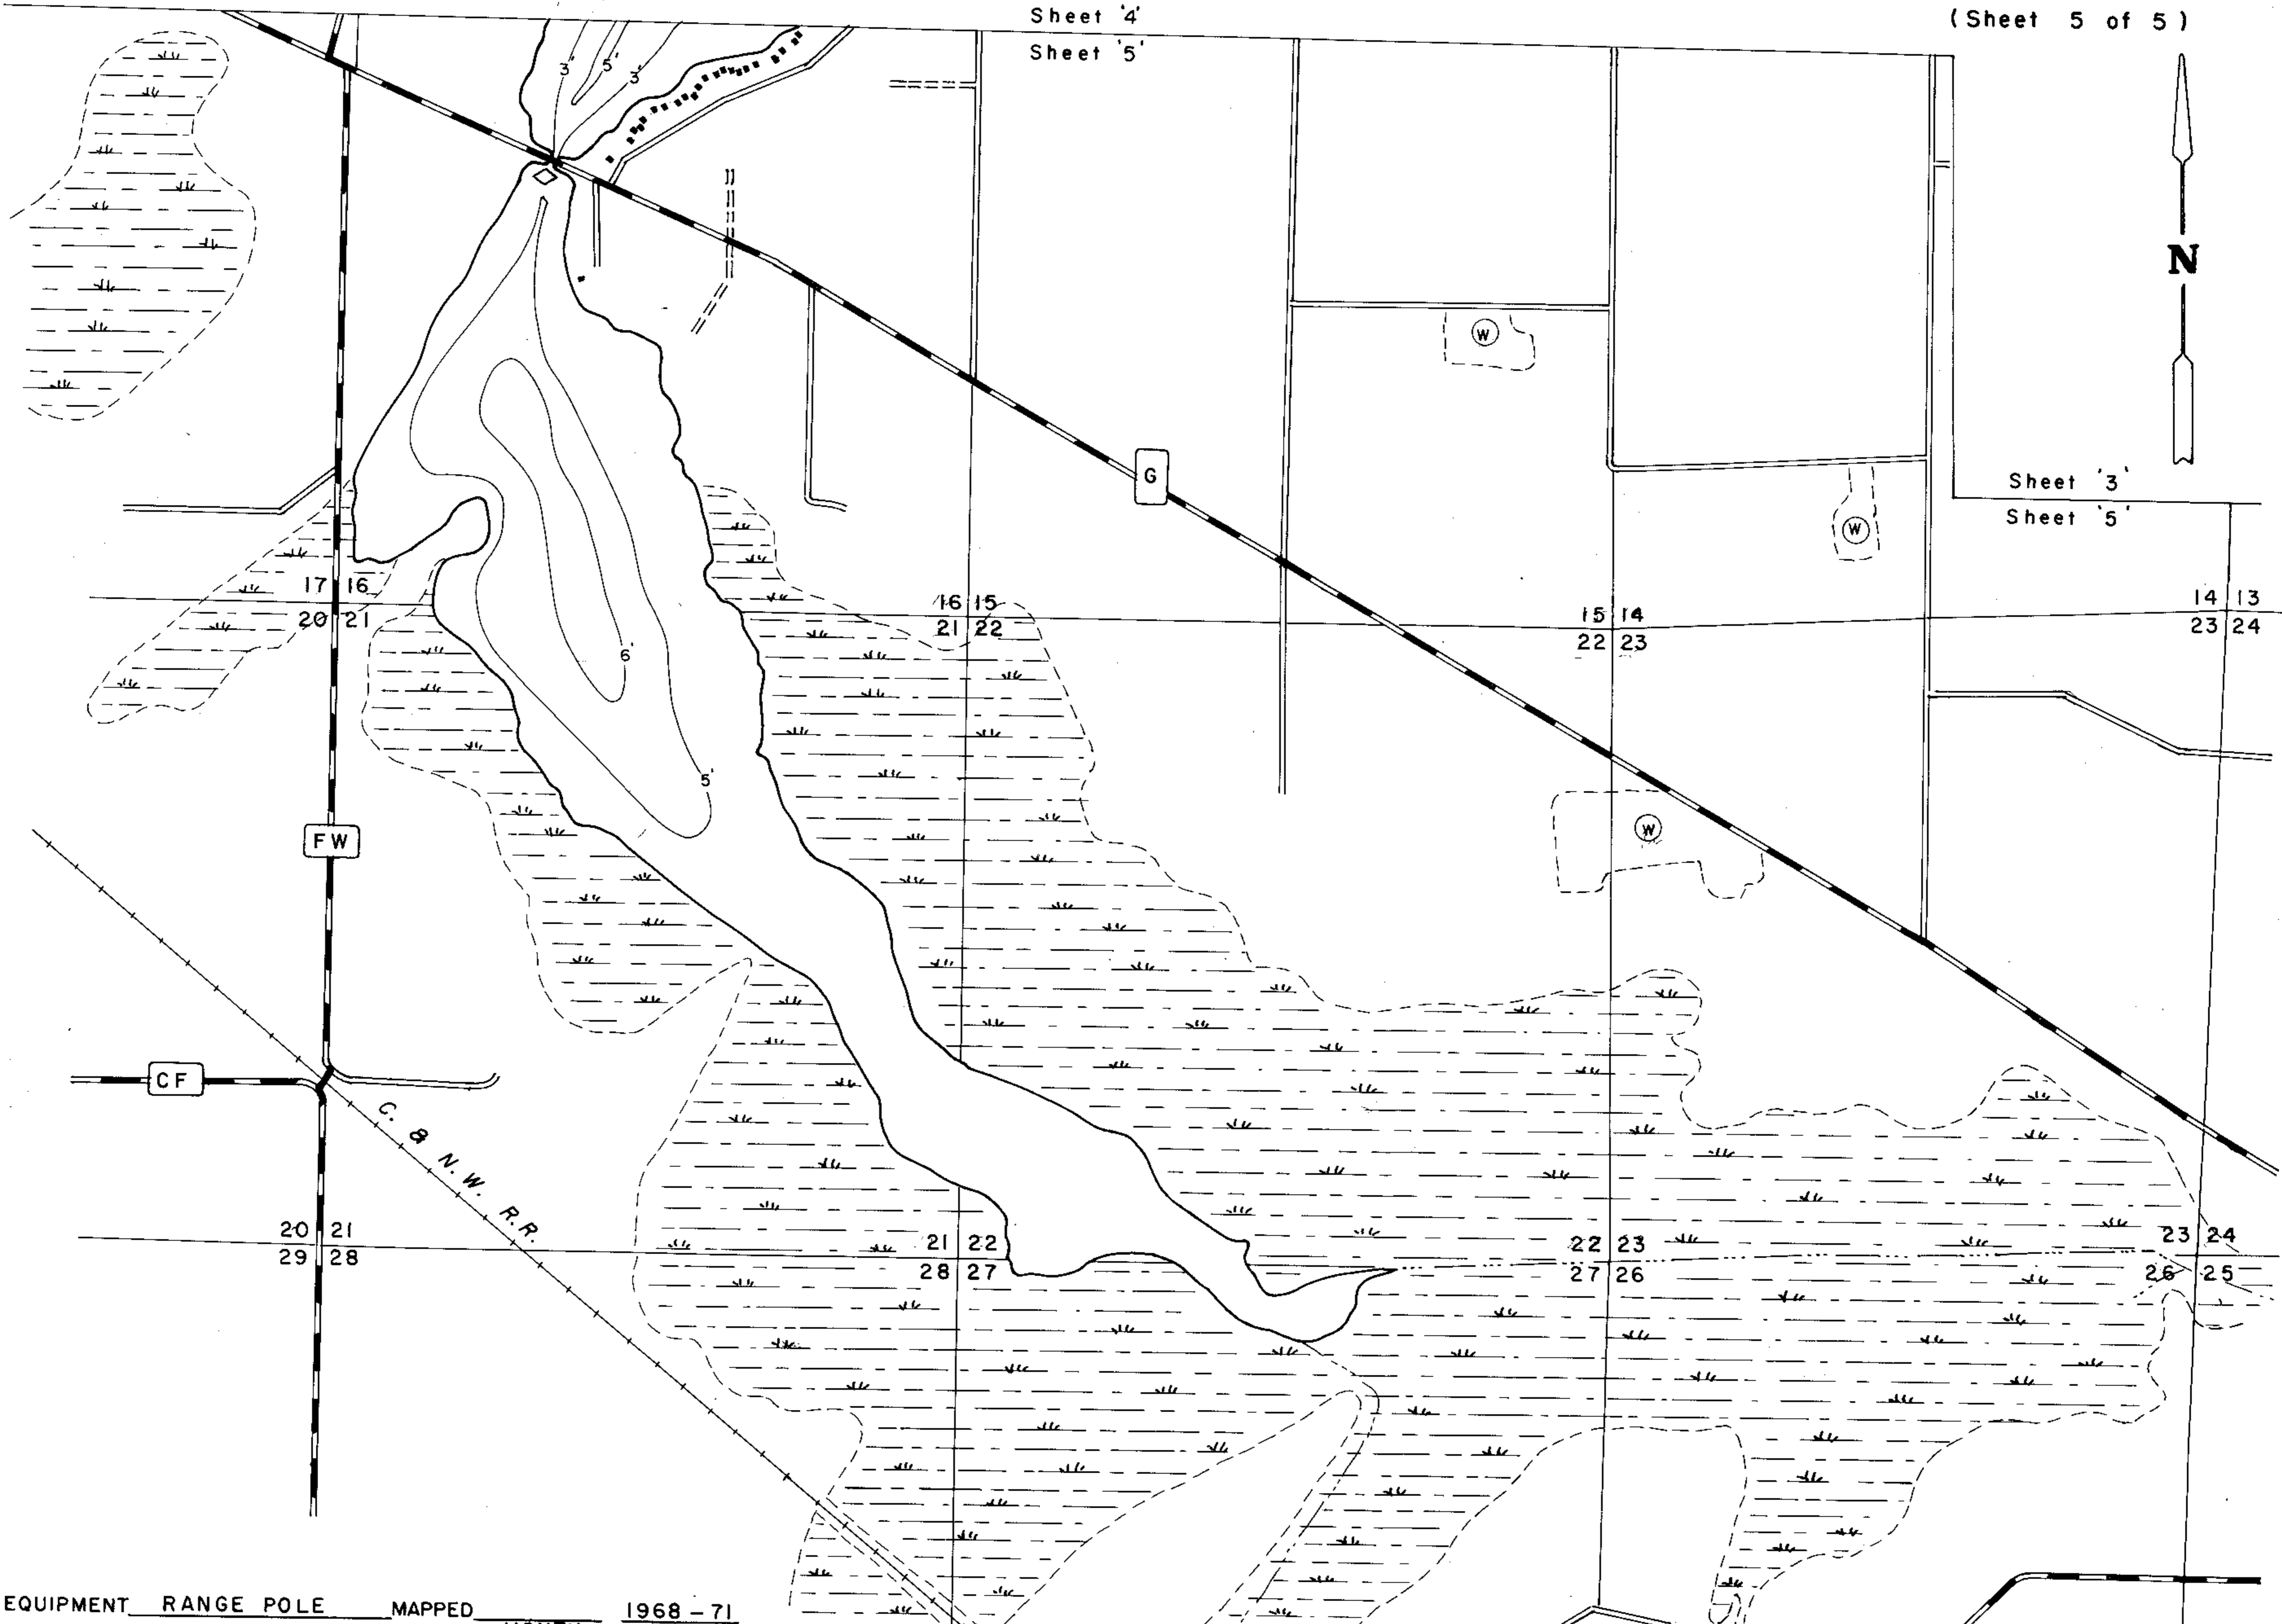 (Sheet 5 of 5)
Sheet '4'
Sheet '5'
3'
5'
3'
N
W
G
Sheet '3'
Sheet '5'
W
17 16
20 21
16 15
21 22
15 14
22 23
14 13
23 24
6'
5'
W
FW
CF
C. & N.W. R.R.
20 21
29 28
21 22
28 27
22 23
27 26
23 24
26 25
EQUIPMENT RANGE POLE MAPPED 1968-71